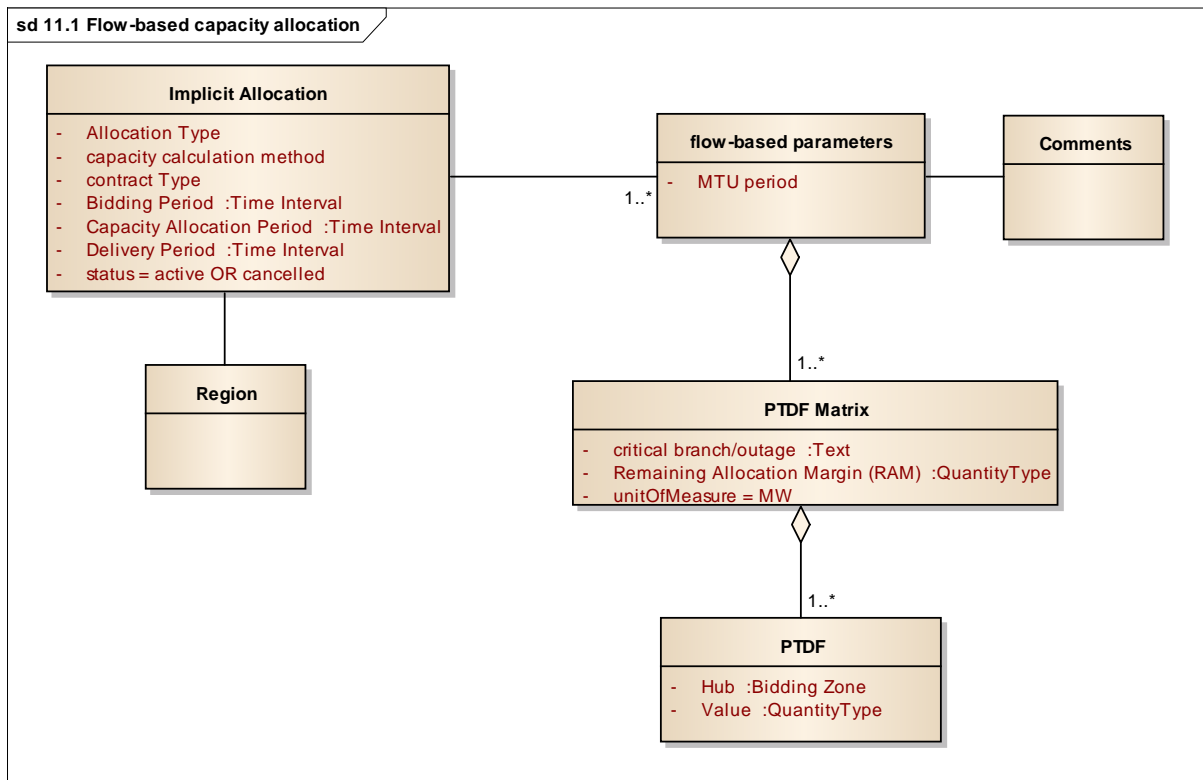 sd 11.1 Flow-based capacity allocation
Implicit Allocation
- Allocation Type
- capacity calculation method
- contract Type
- Bidding Period :Time Interval
- Capacity Allocation Period :Time Interval
- Delivery Period :Time Interval
- status = active OR cancelled
flow-based parameters
- MTU period
Comments
1..*
Region
1..*
PTDF Matrix
- critical branch/outage :Text
- Remaining Allocation Margin (RAM) :QuantityType
- unitOfMeasure = MW
1..*
PTDF
- Hub :Bidding Zone
- Value :QuantityType